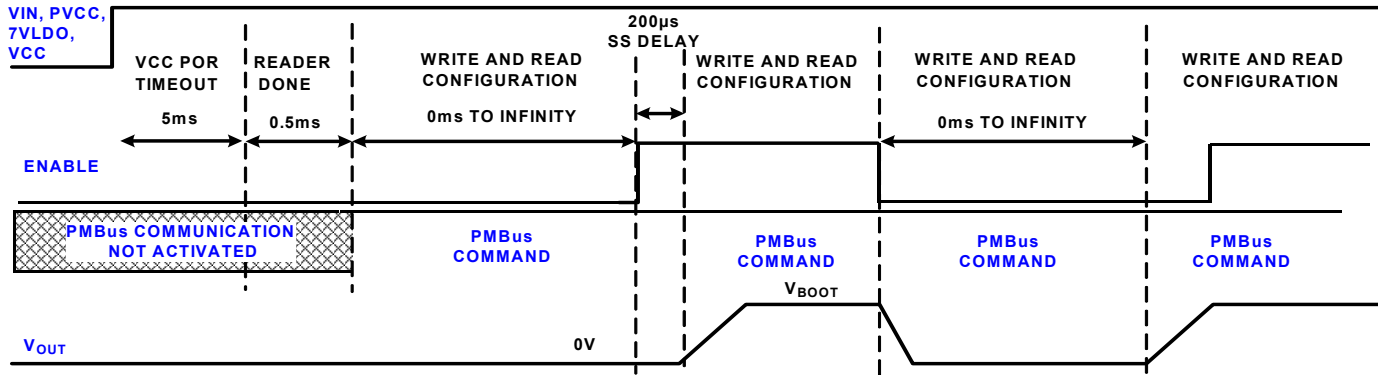 VIN, PVCC,
7VLDO,
VCC
VCC POR
TIMEOUT
5ms
READER
DONE
0.5ms
WRITE AND READ
CONFIGURATION
0ms TO INFINITY
200µs
SS DELAY
WRITE AND READ
CONFIGURATION
WRITE AND READ
CONFIGURATION
0ms TO INFINITY
WRITE AND READ
CONFIGURATION
ENABLE
PMBus COMMUNICATION
NOT ACTIVATED
PMBus
COMMAND
PMBus
COMMAND
PMBus
COMMAND
PMBus
COMMAND
VBOOT
VOUT
0V